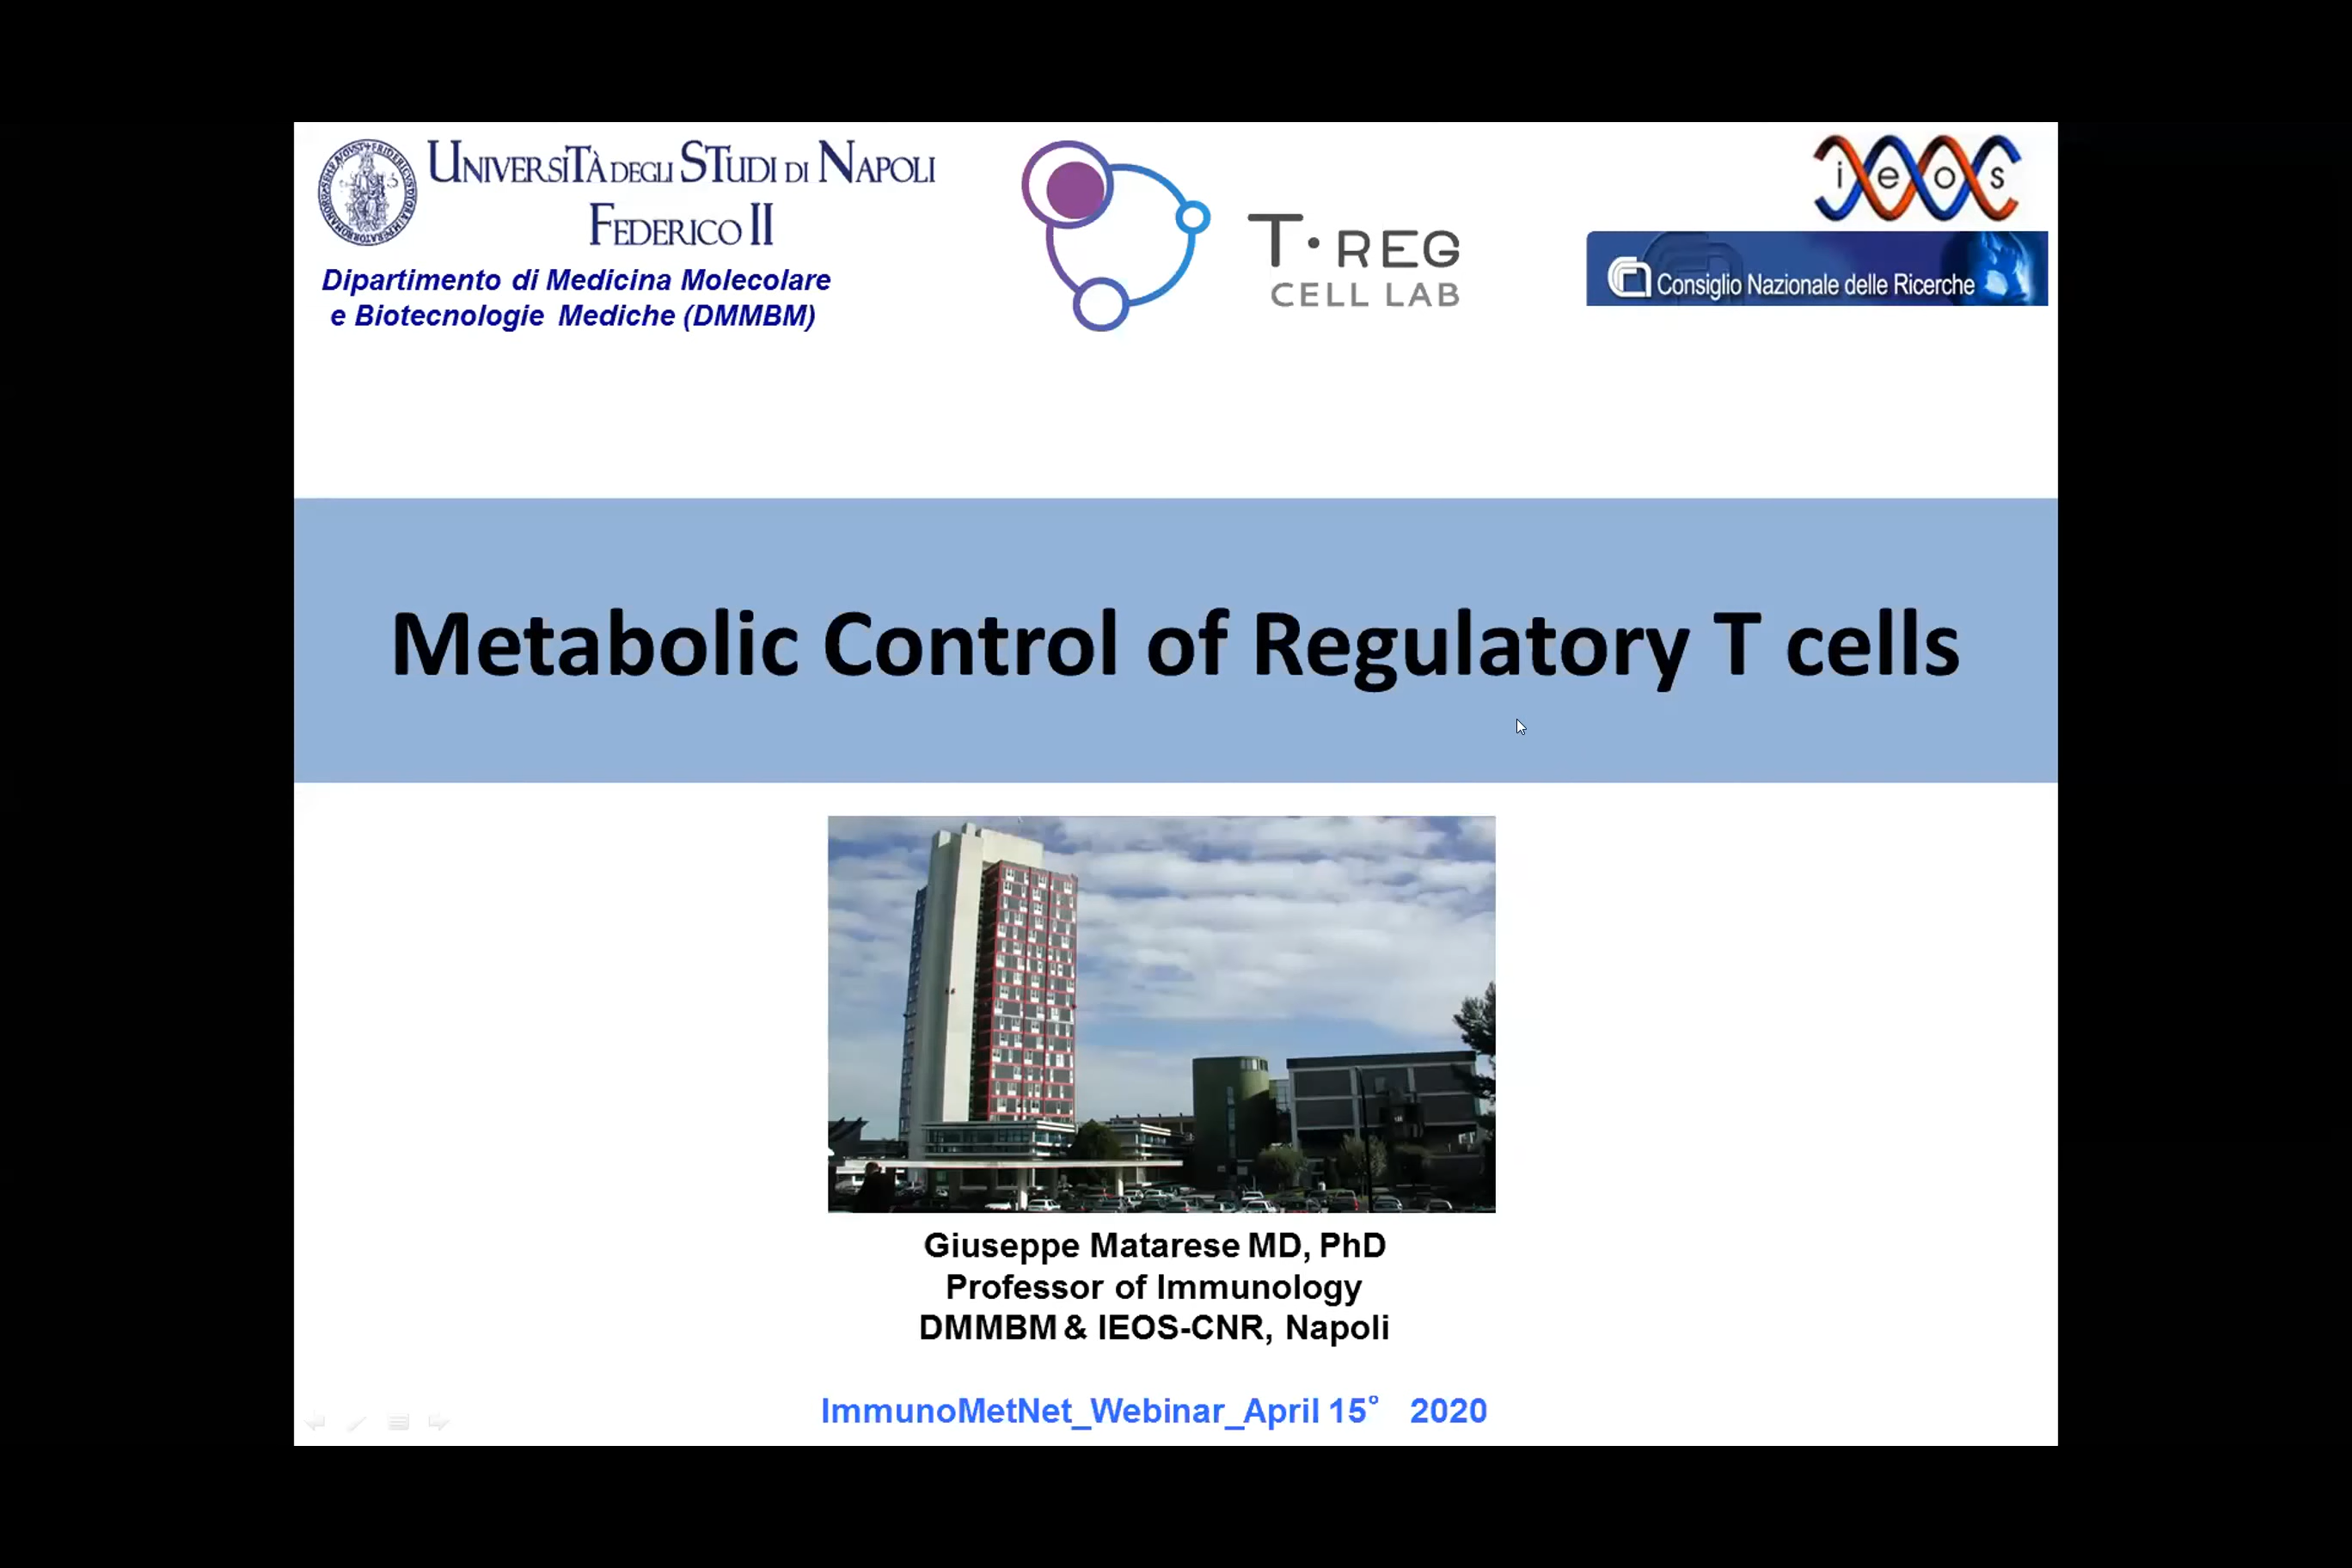 UNIVERSITÀ DEGLI STUDI DI NAPOLI
FEDERICO II
Dipartimento di Medicina Molecolare
e Biotecnologie Mediche (DMMBM)
T·REG
CELL LAB
ieos
Consiglio Nazionale delle Ricerche
Metabolic Control of Regulatory T cells
Giuseppe Matarese MD, PhD
Professor of Immunology
DMMBM & IEOS-CNR, Napoli
ImmunoMetNet_Webinar_April 15° 2020